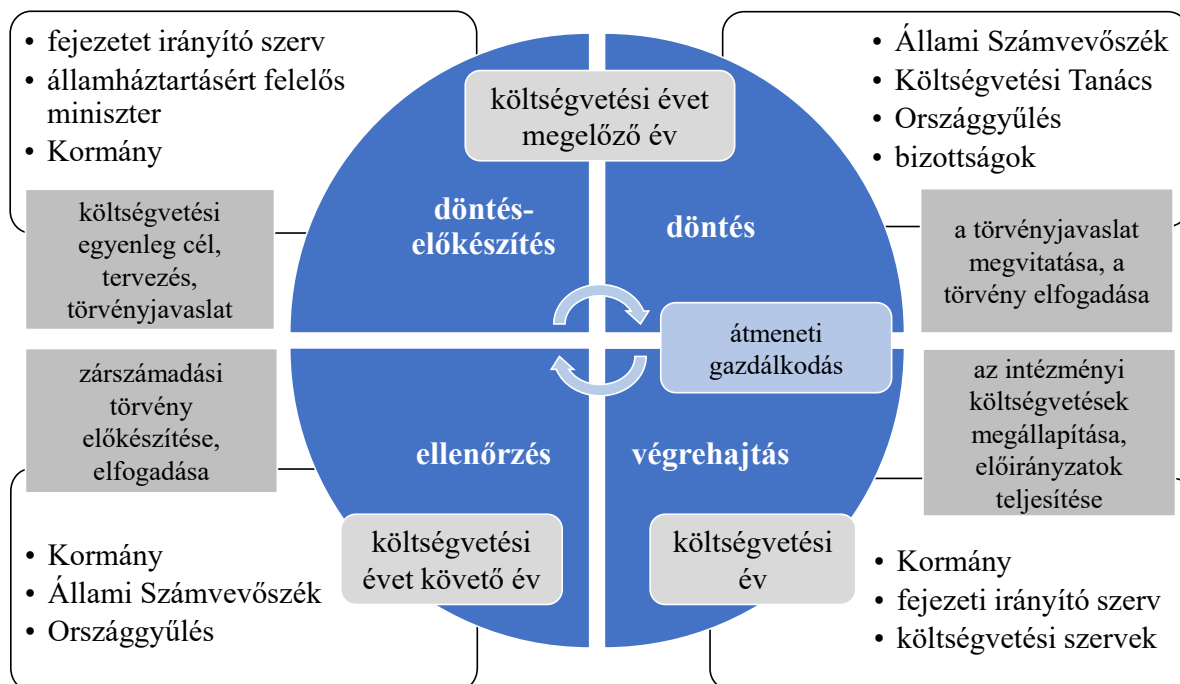 • fejezetet irányító szerv
• államháztartásért felelős
miniszter
• Kormány
költségvetési
egyenleg cél,
tervezés,
törvényjavaslat
költségvetési évet
megelőző év
döntés-
előkészítés
döntés
• Állami Számvevőszék
• Költségvetési Tanács
• Országgyűlés
• bizottságok
a törvényjavaslat
megvitatása, a
törvény elfogadása
átmeneti
gazdálkodás
zárszámadási
törvény
előkészítése,
elfogadása
ellenőrzés
végrehajtás
az intézményi
költségvetések
megállapítása,
előirányzatok
teljesítése
• Kormány
• Állami Számvevőszék
• Országgyűlés
költségvetési
évet követő év
költségvetési
év
• Kormány
• fejezeti irányító szerv
• költségvetési szervek